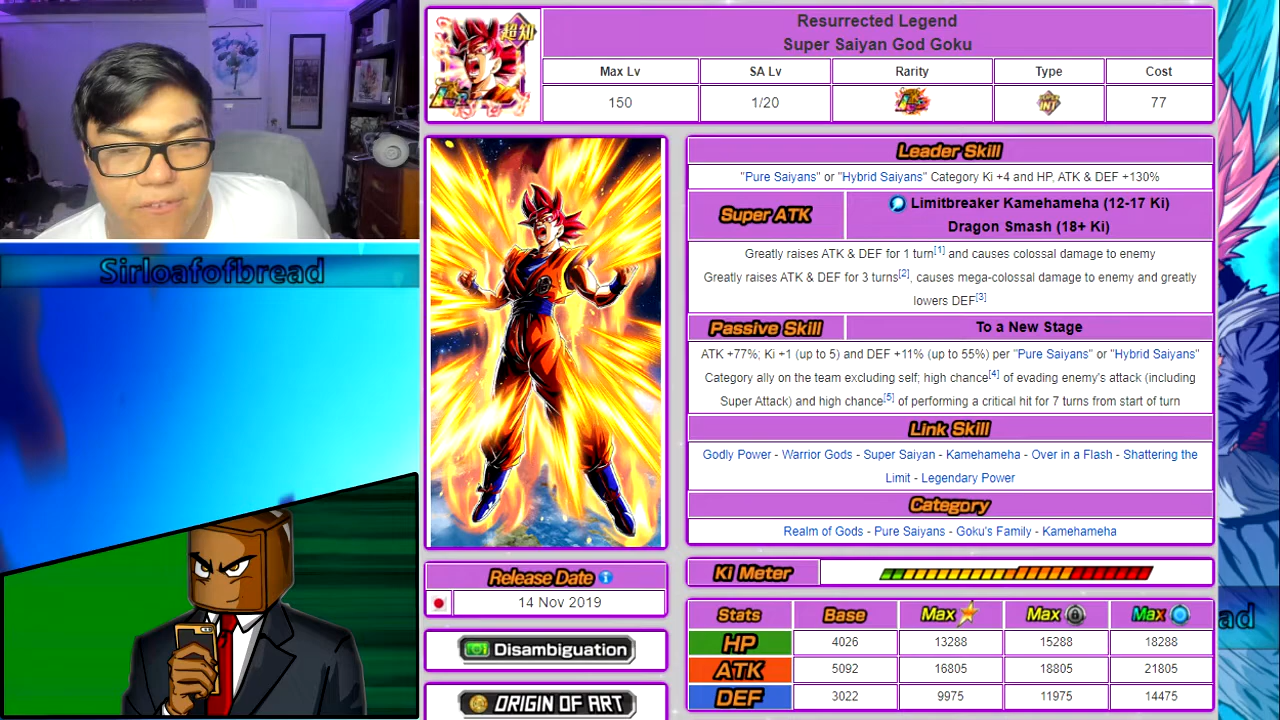 Resurrected Legend
Super Saiyan God Goku
超知
Max Lv
SA Lv
Rarity
Type
Cost
150
1/20
LR
INT
77
Sirloafofbread
Leader Skill
"Pure Saiyans" or "Hybrid Saiyans" Category Ki +4 and HP, ATK & DEF +130%
Super ATK
Limitbreaker Kamehameha (12-17 Ki)
Dragon Smash (18+ Ki)
Greatly raises ATK & DEF for 1 turn[1] and causes colossal damage to enemy
Greatly raises ATK & DEF for 3 turns[2], causes mega-colossal damage to enemy and greatly
lowers DEF[3]
Passive Skill
To a New Stage
ATK +77%; Ki +1 (up to 5) and DEF +11% (up to 55%) per "Pure Saiyans" or "Hybrid Saiyans"
Category ally on the team excluding self; high chance[4] of evading enemy's attack (including
Super Attack) and high chance[5] of performing a critical hit for 7 turns from start of turn
Link Skill
Godly Power - Warrior Gods - Super Saiyan - Kamehameha - Over in a Flash - Shattering the
Limit - Legendary Power
Category
Realm of Gods - Pure Saiyans - Goku's Family - Kamehameha
Release Date
14 Nov 2019
Disambiguation
ORIGIN OF ART
Ki Meter
Stats
Base
Max
Max
Max
HP
4026
13288
15288
18288
ATK
5092
16805
18805
21805
DEF
3022
9975
11975
14475
ad